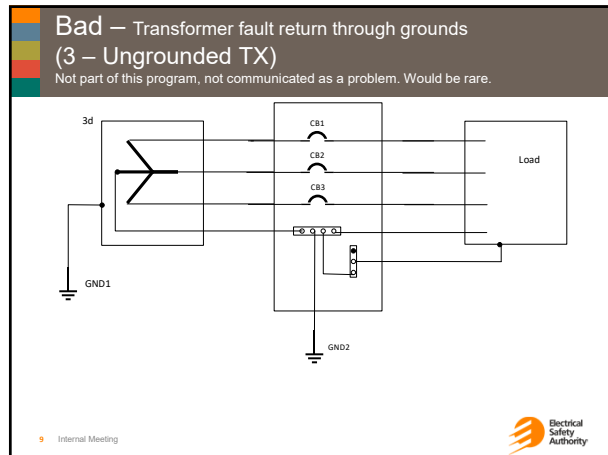 Bad – Transformer fault return through grounds
(3 – Ungrounded TX)
Not part of this program, not communicated as a problem. Would be rare.
3d
CB1
CB2
CB3
Load
GND1
GND2
9 Internal Meeting
Electrical
Safety
Authority